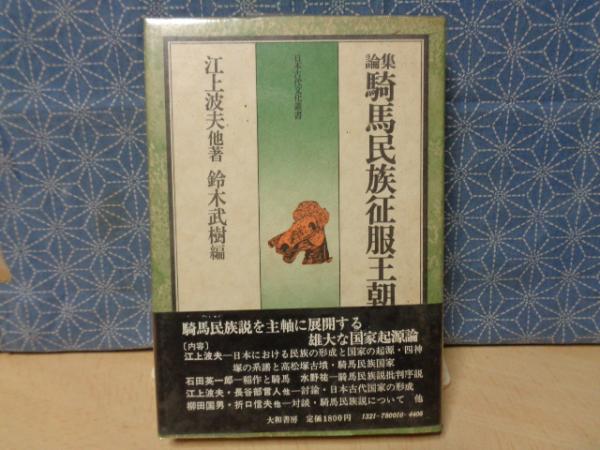 論集
騎馬民族征服王朝
日本古代文化叢書
江上波夫他著 鈴木武樹編
騎馬民族説を主軸に展開する
雄大な国家起源論
〔内容〕
江上波夫―日本における民族の形成と国家の起源・四神
塚の系譜と高松塚古墳・騎馬民族国家
石田英一郎―稲作と騎馬 水野祐―騎馬民族説批判序説
江上波夫・長谷部言人他―討論・日本古代国家の形成
柳田国男・折口信夫他―対談・騎馬民族説について 他
大和書房 定価1800円 1321-780010-4406